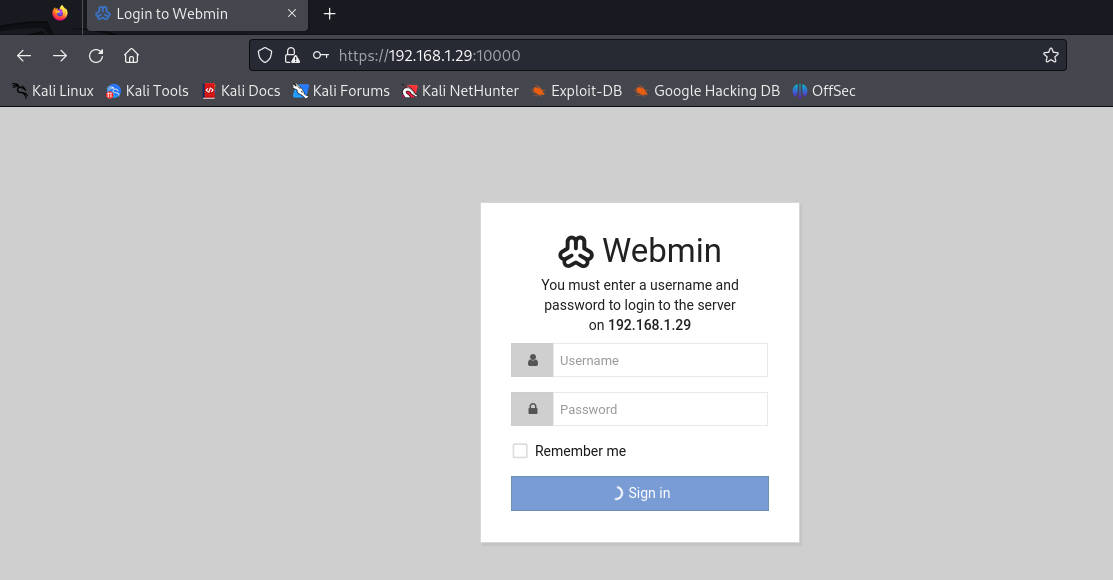 Login to Webmin
https://192.168.1.29:10000
Kali Linux Kali Tools Kali Docs Kali Forums Kali NetHunter Exploit-DB Google Hacking DB OffSec
Webmin
You must enter a username and
password to login to the server
on 192.168.1.29
Username
Password
Remember me
Sign in